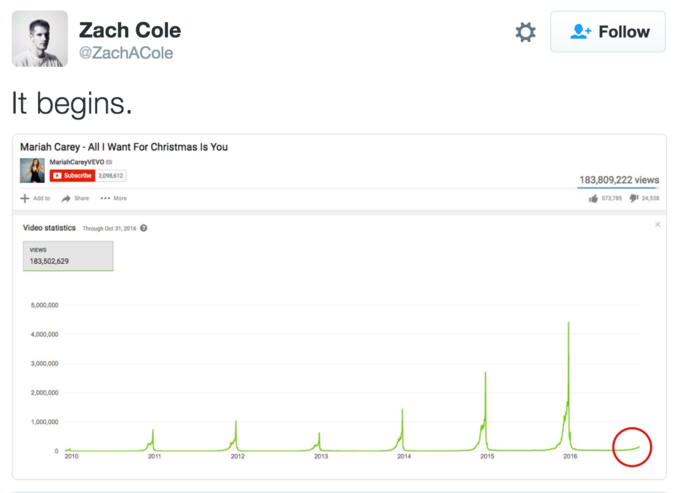 Zach Cole
@ZachACole
Follow
It begins.
Mariah Carey - All I Want For Christmas Is You
MariahCareyVEVO
Subscribe 2,098,612
183,809,222 views
Add to Share More
573,785 24,538
Video statistics Through Oct 31, 2016 ?
VIEWS
183,502,629
5,000,000
4,000,000
3,000,000
2,000,000
1,000,000
0
2010 2011 2012 2013 2014 2015 2016